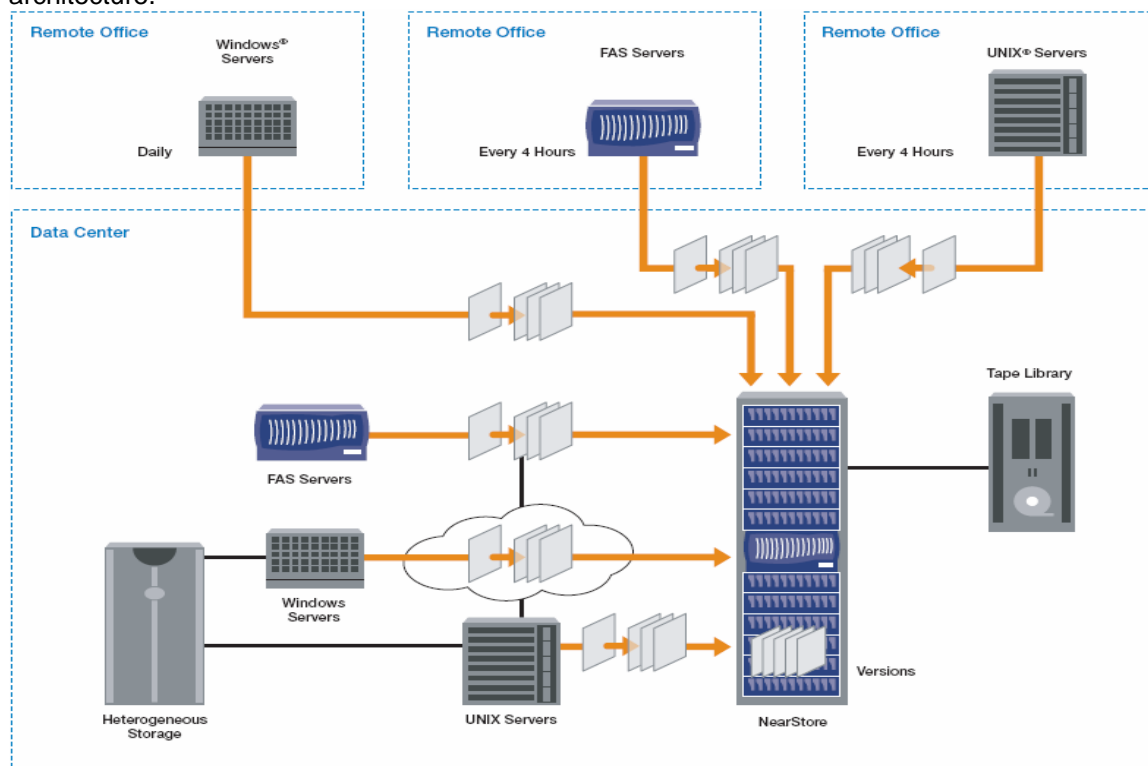 architecture.
Remote Office
Windows®
Servers
Daily
Remote Office
FAS Servers
Every 4 Hours
Remote Office
UNIX® Servers
Every 4 Hours
Data Center
Tape Library
FAS Servers
Windows
Servers
Versions
Heterogeneous
Storage
UNIX Servers
NearStore